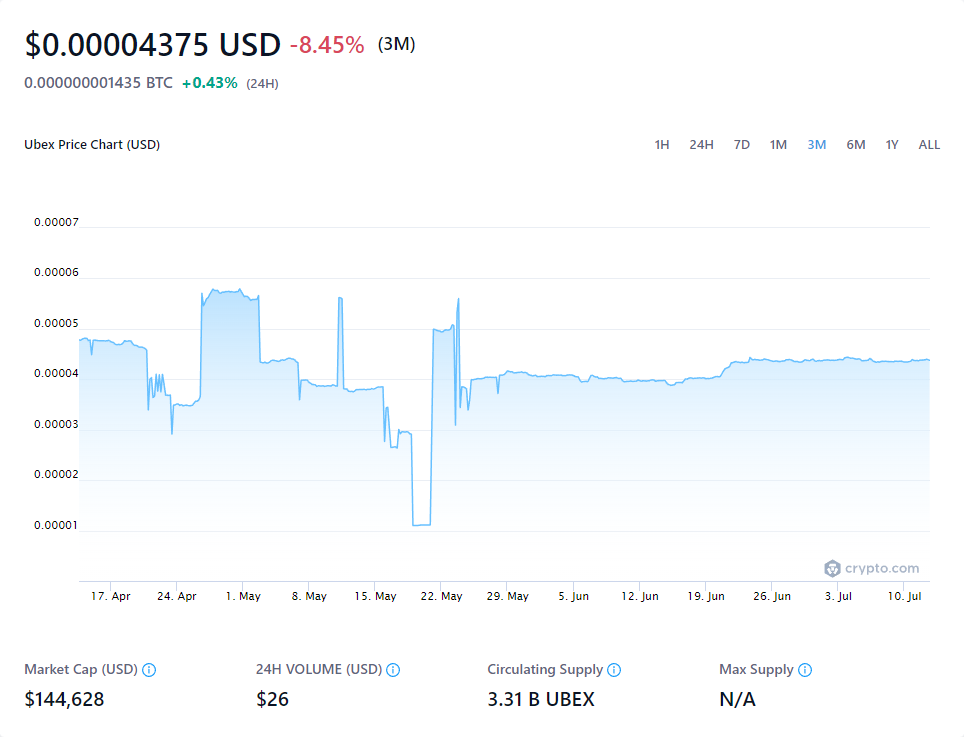 $0.00004375 USD -8.45% (3M)
0.000000001435 BTC +0.43% (24H)
Ubex Price Chart (USD) 1H 24H 7D 1M 3M 6M 1Y ALL
0.00007
0.00006
0.00005
0.00004
0.00003
0.00002
0.00001
crypto.com
17. Apr 24. Apr 1. May 8. May 15. May 22. May 29. May 5. Jun 12. Jun 19. Jun 26. Jun 3. Jul 10. Jul
Market Cap (USD) 24H VOLUME (USD) Circulating Supply Max Supply
$144,628 $26 3.31 B UBEX N/A